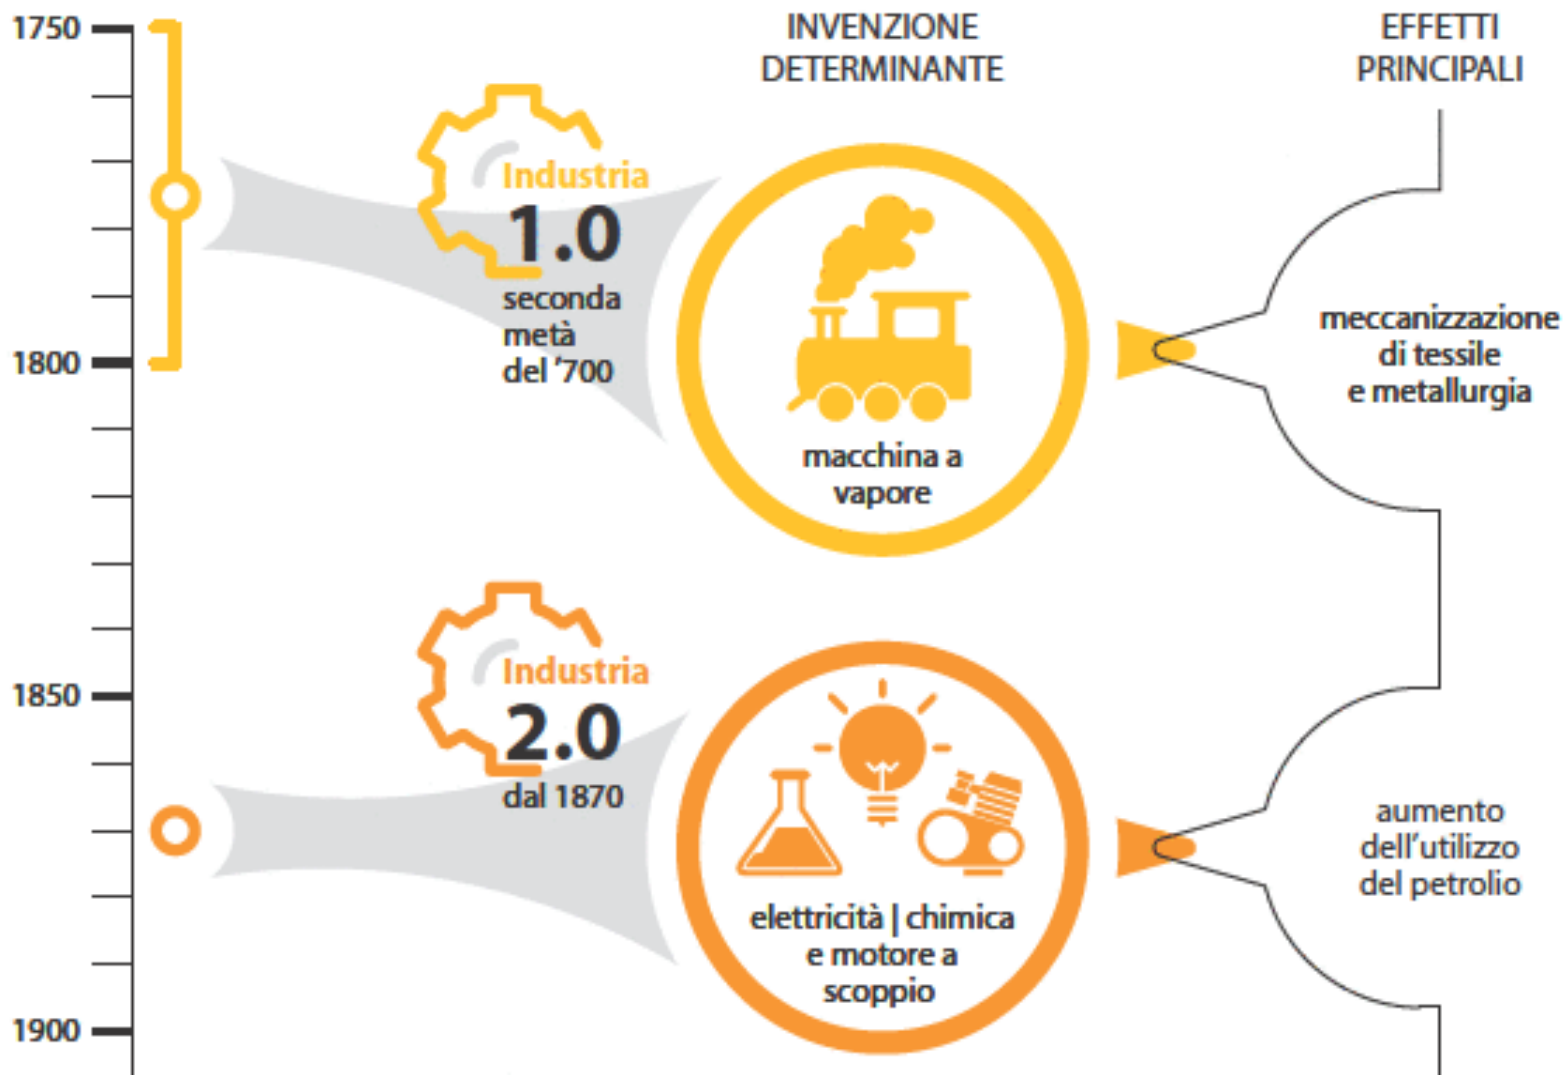 1750
INVENZIONE
DETERMINANTE
EFFETTI
PRINCIPALI
Industria
1.0
seconda
metà
del '700
macchina a
vapore
meccanizzazione
di tessile
e metallurgia
1800
Industria
2.0
dal 1870
elettricità | chimica
e motore a
scoppio
aumento
dell'utilizzo
del petrolio
1850
1900